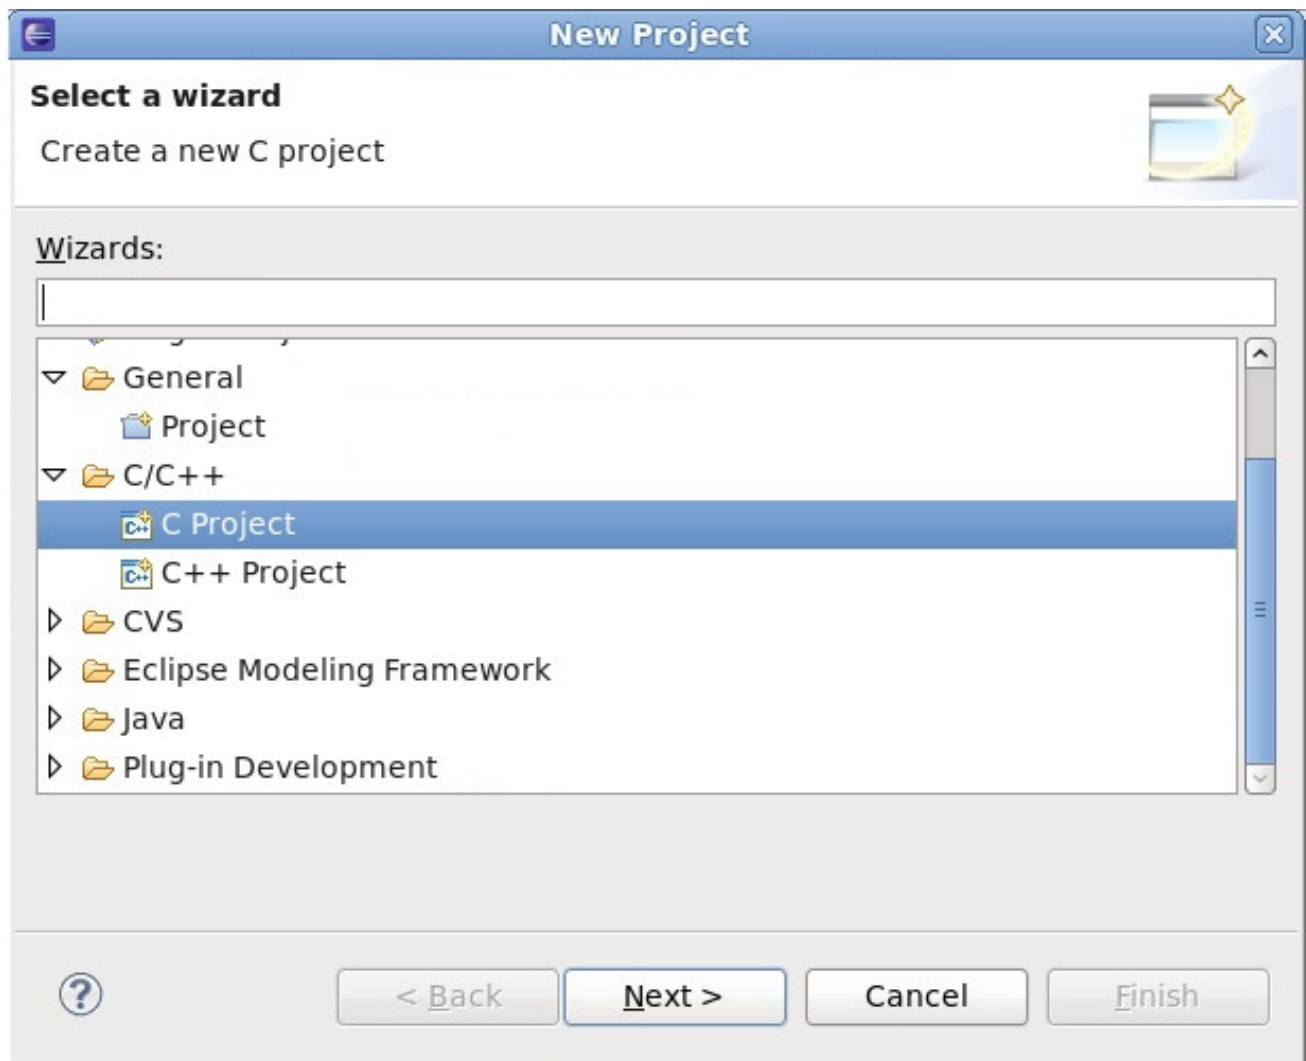 New Project
Select a wizard
Create a new C project
Wizards:
General
Project
C/C++
C Project
C++ Project
CVS
Eclipse Modeling Framework
Java
Plug-in Development
< Back Next > Cancel Finish